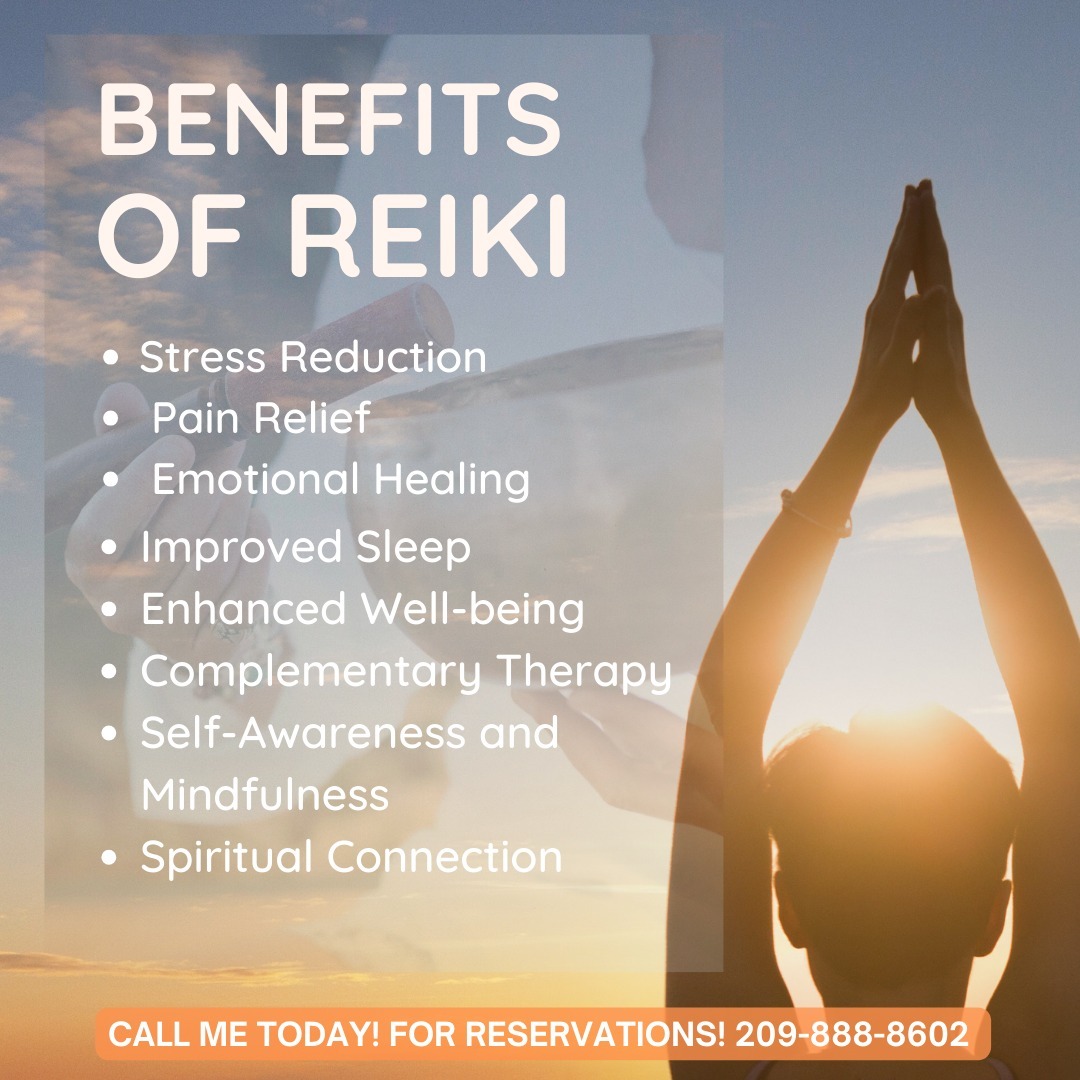 BENEFITS
OF REIKI
• Stress Reduction
• Pain Relief
• Emotional Healing
• Improved Sleep
• Enhanced Well-being
• Complementary Therapy
• Self-Awareness and
Mindfulness
• Spiritual Connection
CALL ME TODAY! FOR RESERVATIONS! 209-888-8602